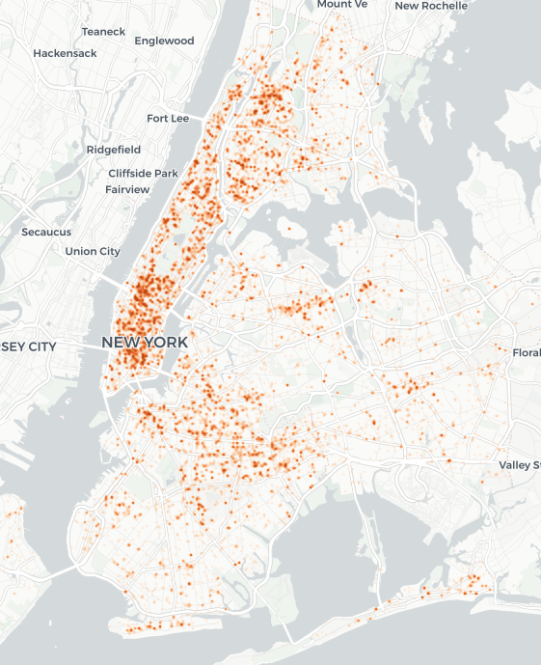 Mount Ve
New Rochelle
Teaneck
Englewood
Hackensack
Fort Lee
Ridgefield
Cliffside Park
Fairview
Secaucus
Union City
SEY CITY
NEW YORK
Floral
Valley St